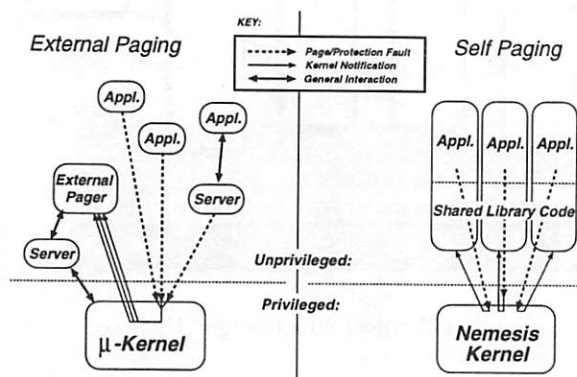 KEY:
Page/Protection Fault
Kernel Notification
General Interaction
External Paging
Self Paging
Appl.
Appl.
Appl.
External
Pager
Server
Server
Unprivileged:
Privileged:
μ-Kernel
Appl. Appl. Appl.
Shared Library Code
Nemesis
Kernel